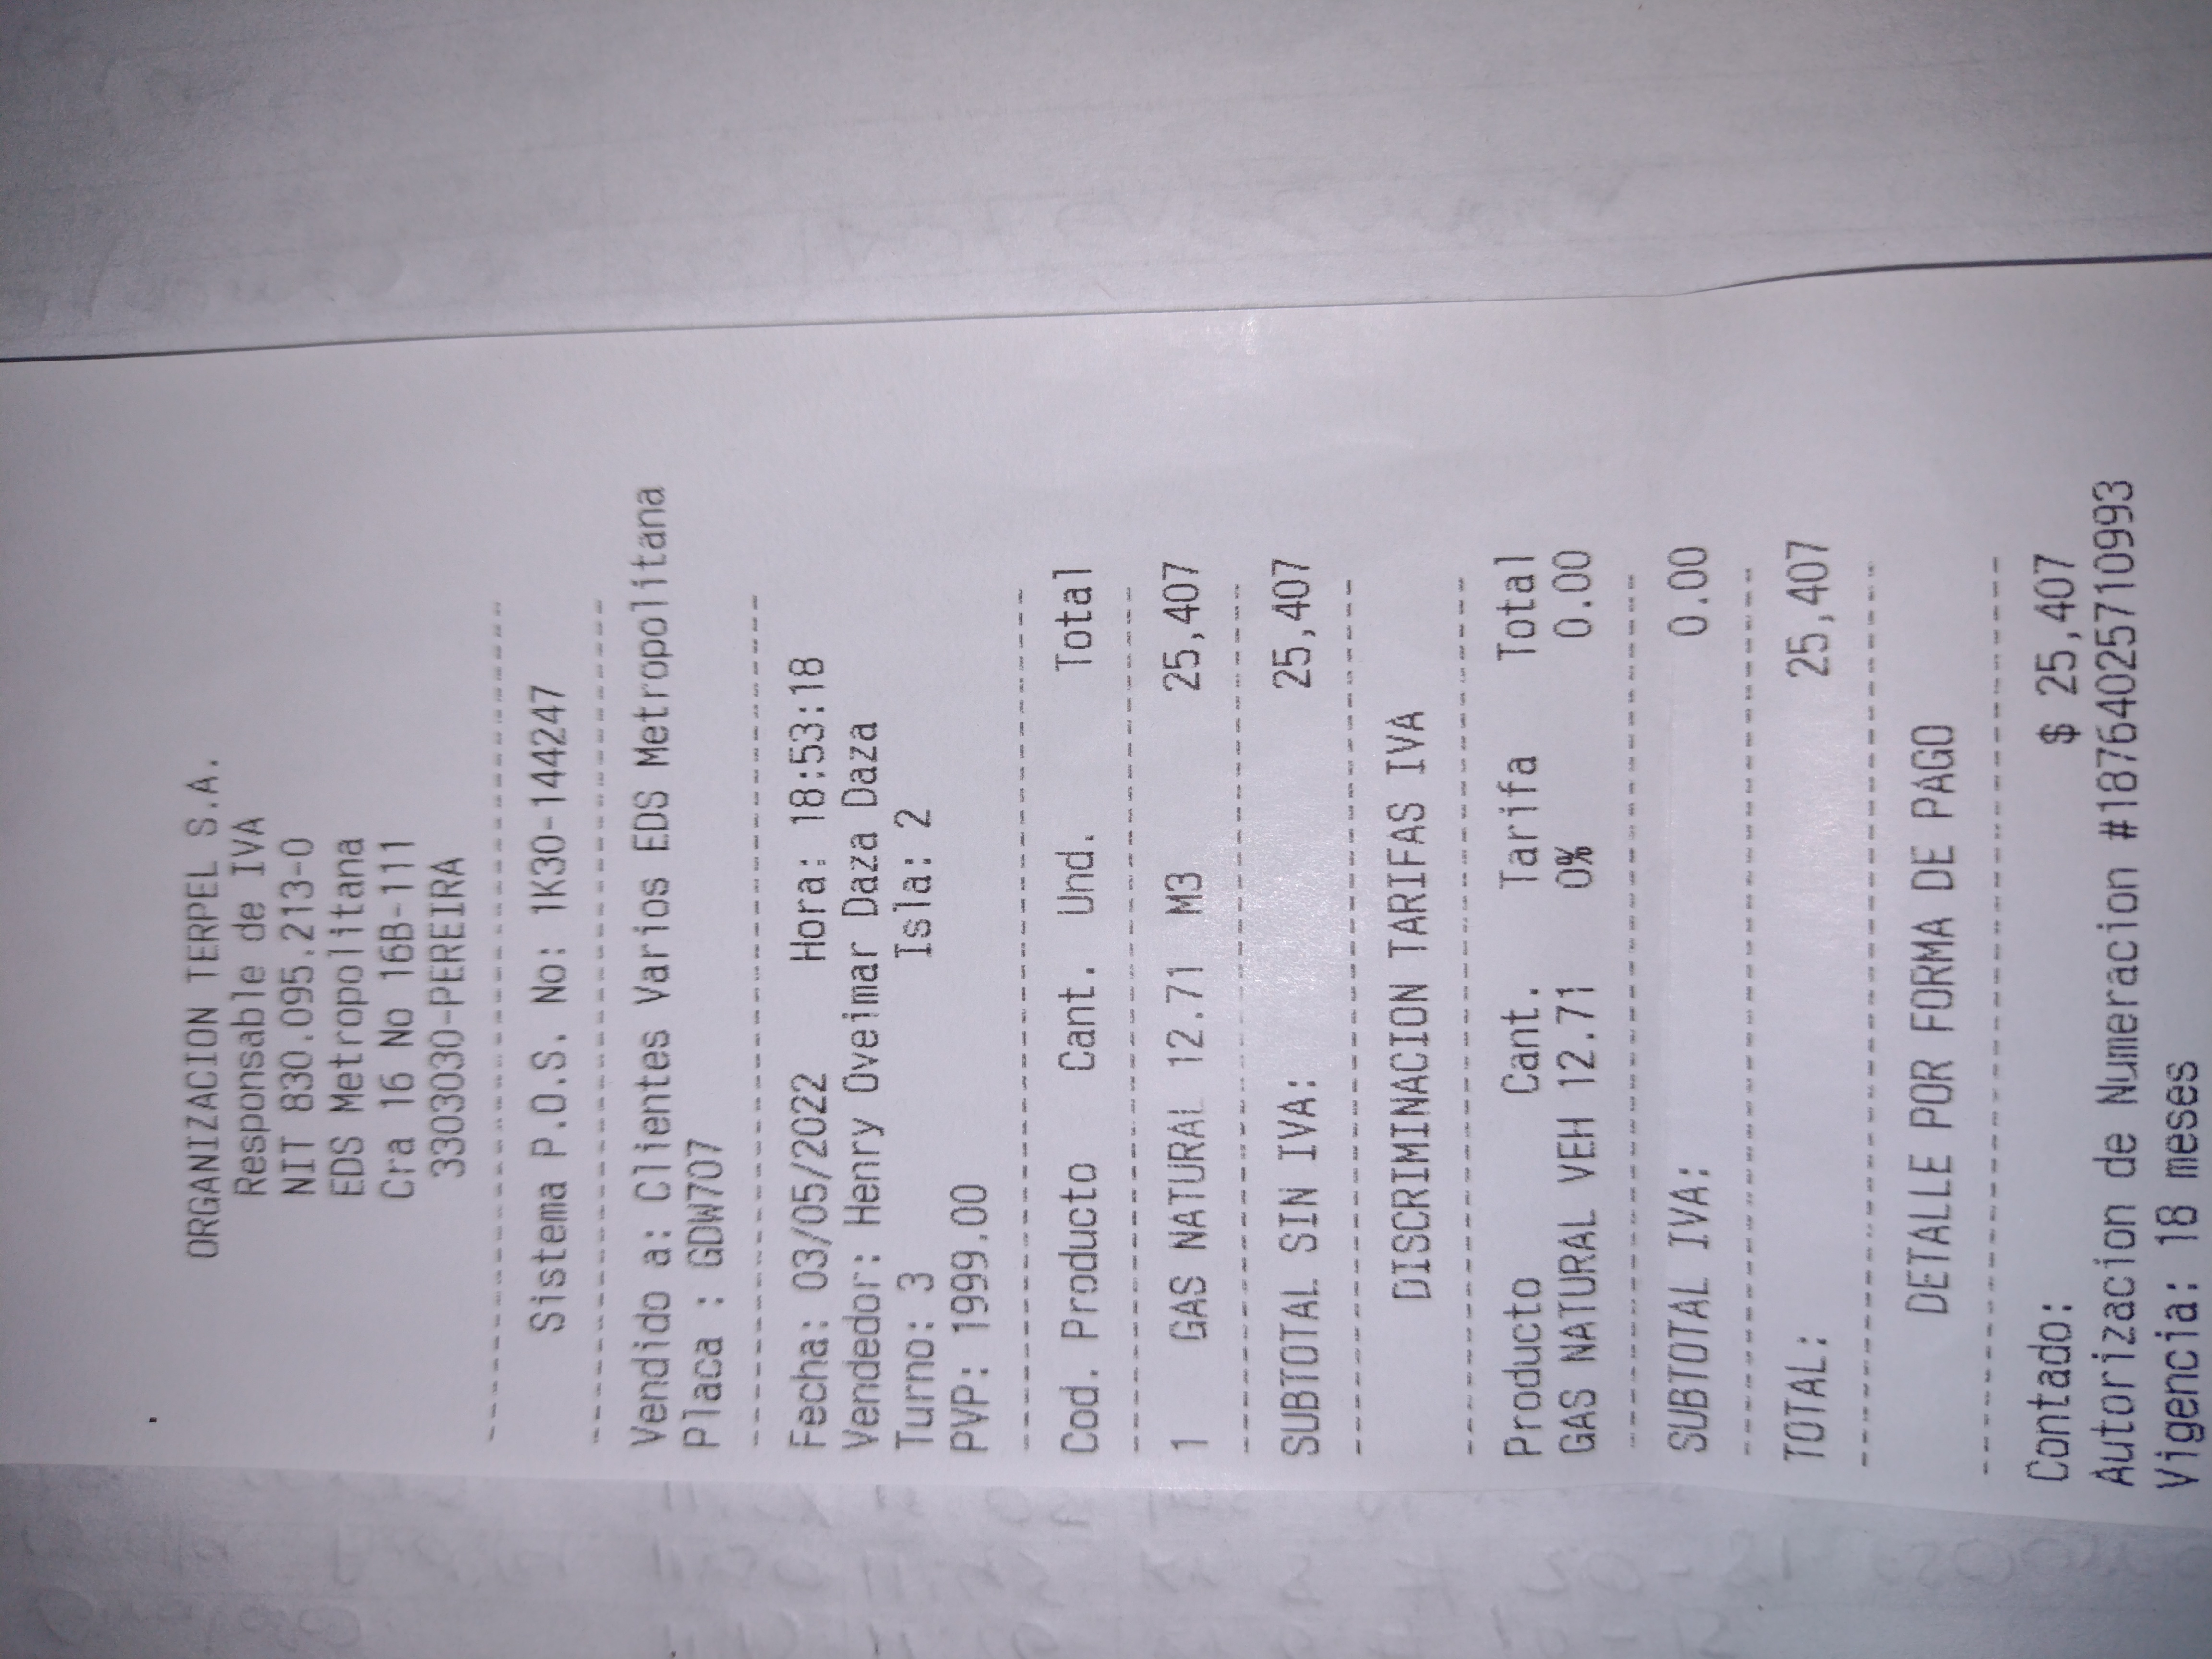 ORGANIZACION TERPEL S.A.
Responsable de IVA
NIT 830.095.213-0
EDS Metropolitana
Cra 16 No 16B-111
3303030-PEREIRA
Sistema P.O.S. No: 1K30-144247
Vendido a: Clientes Varios EDS Metropolitana
Placa : GDW707
Fecha: 03/05/2022 Hora: 18:53:18
Vendedor: Henry Oveimar Daza Daza
Turno: 3 Isla: 2
PVP: 1999.00
Cod. Producto Cant. Und. Total
1 GAS NATURAL 12.71 M3 25,407
SUBTOTAL SIN IVA: 25,407
DISCRIMINACION TARIFAS IVA
Producto Cant. Tarifa Total
GAS NATURAL VEH 12.71 0% 0.00
SUBTOTAL IVA: 0.00
TOTAL: 25,407
DETALLE POR FORMA DE PAGO
Contado: $ 25,407
Autorizacion de Numeracion #18764025710993
Vigencia: 18 meses